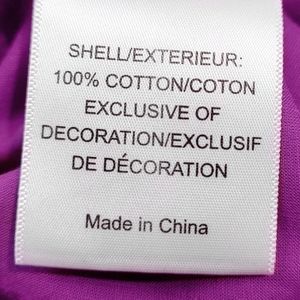 SHELL/EXTERIEUR:
100% COTTON/COTON
EXCLUSIVE OF
DECORATION/EXCLUSIF
DE DÉCORATION
Made in China